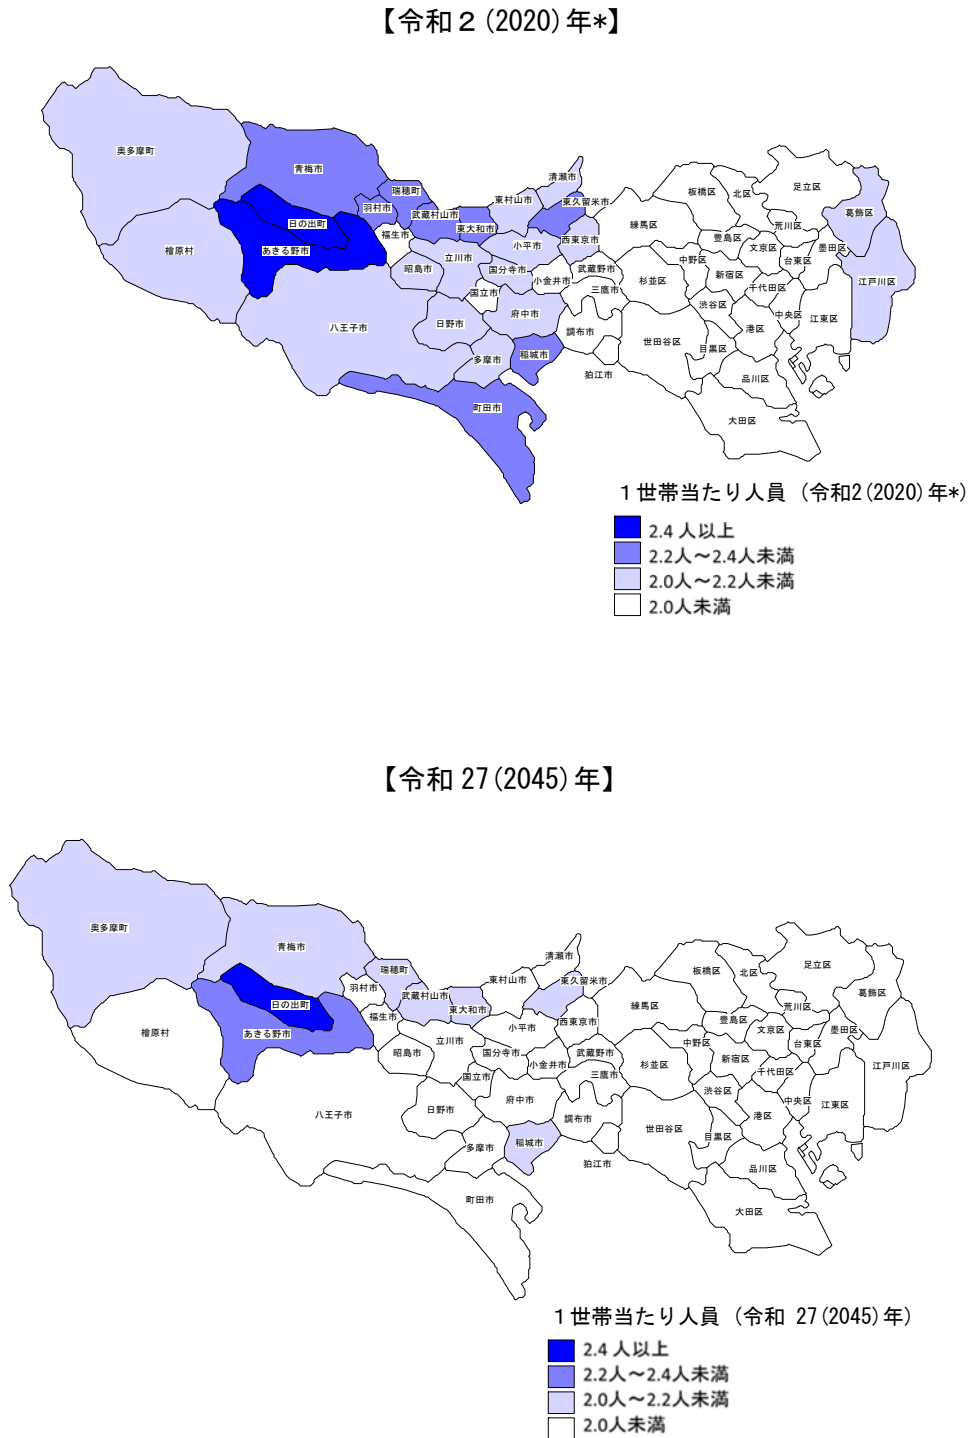 【令和２(2020)年*】
奥多摩町
青梅市
瑞穂町
羽村市
日の出町
あきる野市
檜原村
福生市
武蔵村山市
東大和市
東村山市
清瀬市
東久留米市
小平市
西東京市
昭島市
立川市
国分寺市
国立市
小金井市
武蔵野市
三鷹市
八王子市
日野市
府中市
調布市
多摩市
稲城市
狛江市
町田市
練馬区
板橋区
北区
足立区
葛飾区
荒川区
豊島区
文京区
台東区
墨田区
中野区
杉並区
新宿区
千代田区
江戸川区
渋谷区
中央区
江東区
港区
世田谷区
目黒区
品川区
大田区
１世帯当たり人員 (令和2(2020)年*)
2.4 人以上
2.2人～2.4人未満
2.0人～2.2人未満
2.0人未満
【令和 27(2045)年】
奥多摩町
青梅市
瑞穂町
羽村市
日の出町
あきる野市
檜原村
福生市
武蔵村山市
東大和市
東村山市
清瀬市
東久留米市
小平市
西東京市
昭島市
立川市
国分寺市
国立市
小金井市
武蔵野市
三鷹市
八王子市
日野市
府中市
調布市
多摩市
稲城市
狛江市
町田市
練馬区
板橋区
北区
足立区
葛飾区
荒川区
豊島区
文京区
台東区
墨田区
中野区
杉並区
新宿区
千代田区
江戸川区
渋谷区
中央区
江東区
港区
世田谷区
目黒区
品川区
大田区
１世帯当たり人員 (令和 27(2045)年)
2.4 人以上
2.2人～2.4人未満
2.0人～2.2人未満
2.0人未満